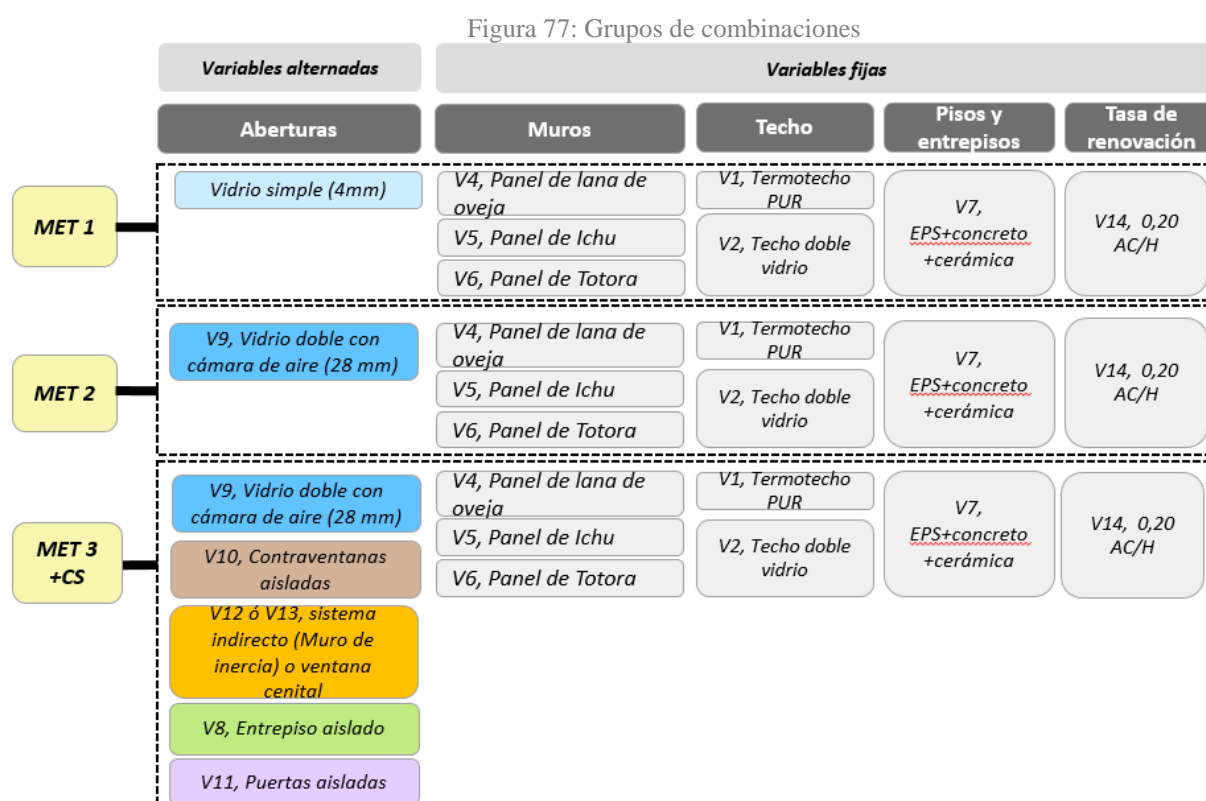 Figura 77: Grupos de combinaciones
Variables alternadas
Variables fijas
Aberturas
Muros
Techo
Pisos y
entrepisos
Tasa de
renovación
MET 1
Vidrio simple (4mm)
V4, Panel de lana de
oveja
V5, Panel de Ichu
V6, Panel de Totora
V1, Termotecho
PUR
V2, Techo doble
vidrio
V7,
EPS+concreto
+cerámica
V14, 0,20
AC/H
MET 2
V9, Vidrio doble con
cámara de aire (28 mm)
V4, Panel de lana de
oveja
V5, Panel de Ichu
V6, Panel de Totora
V1, Termotecho
PUR
V2, Techo doble
vidrio
V7,
EPS+concreto
+cerámica
V14, 0,20
AC/H
MET 3
+CS
V9, Vidrio doble con
cámara de aire (28 mm)
V10, Contraventanas
aisladas
V12 ó V13, sistema
indirecto (Muro de
inercia) o ventana
cenital
V8, Entrepiso aislado
V11, Puertas aisladas
V4, Panel de lana de
oveja
V5, Panel de Ichu
V6, Panel de Totora
V1, Termotecho
PUR
V2, Techo doble
vidrio
V7,
EPS+concreto
+cerámica
V14, 0,20
AC/H